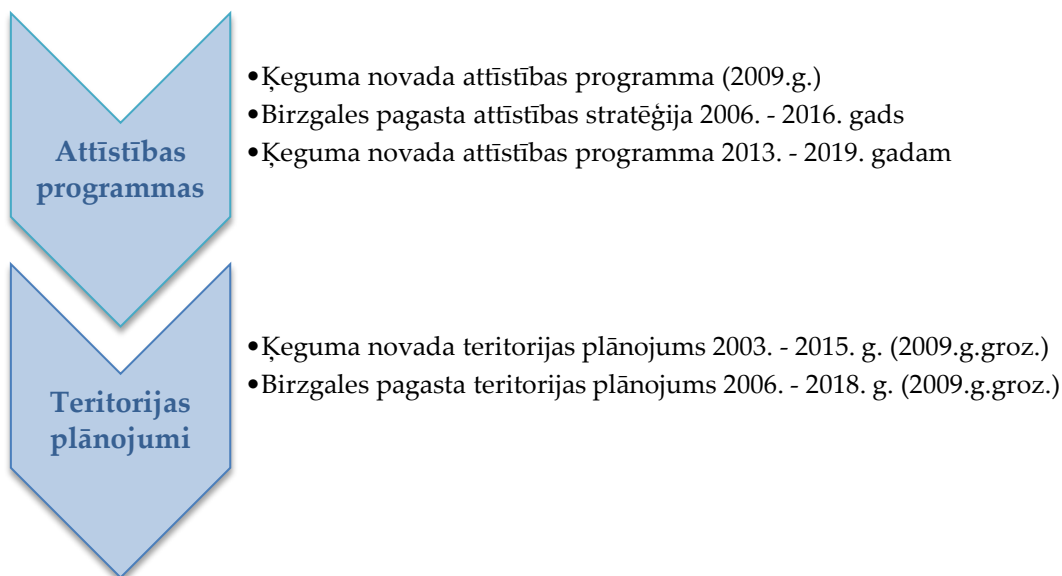 Attīstības
programmas
•Ķeguma novada attīstības programma (2009.g.)
•Birzgales pagasta attīstības stratēģija 2006. - 2016. gads
•Ķeguma novada attīstības programma 2013. - 2019. gadam
Teritorijas
plānojumi
•Ķeguma novada teritorijas plānojums 2003. - 2015. g. (2009.g.groz.)
•Birzgales pagasta teritorijas plānojums 2006. - 2018. g. (2009.g.groz.)